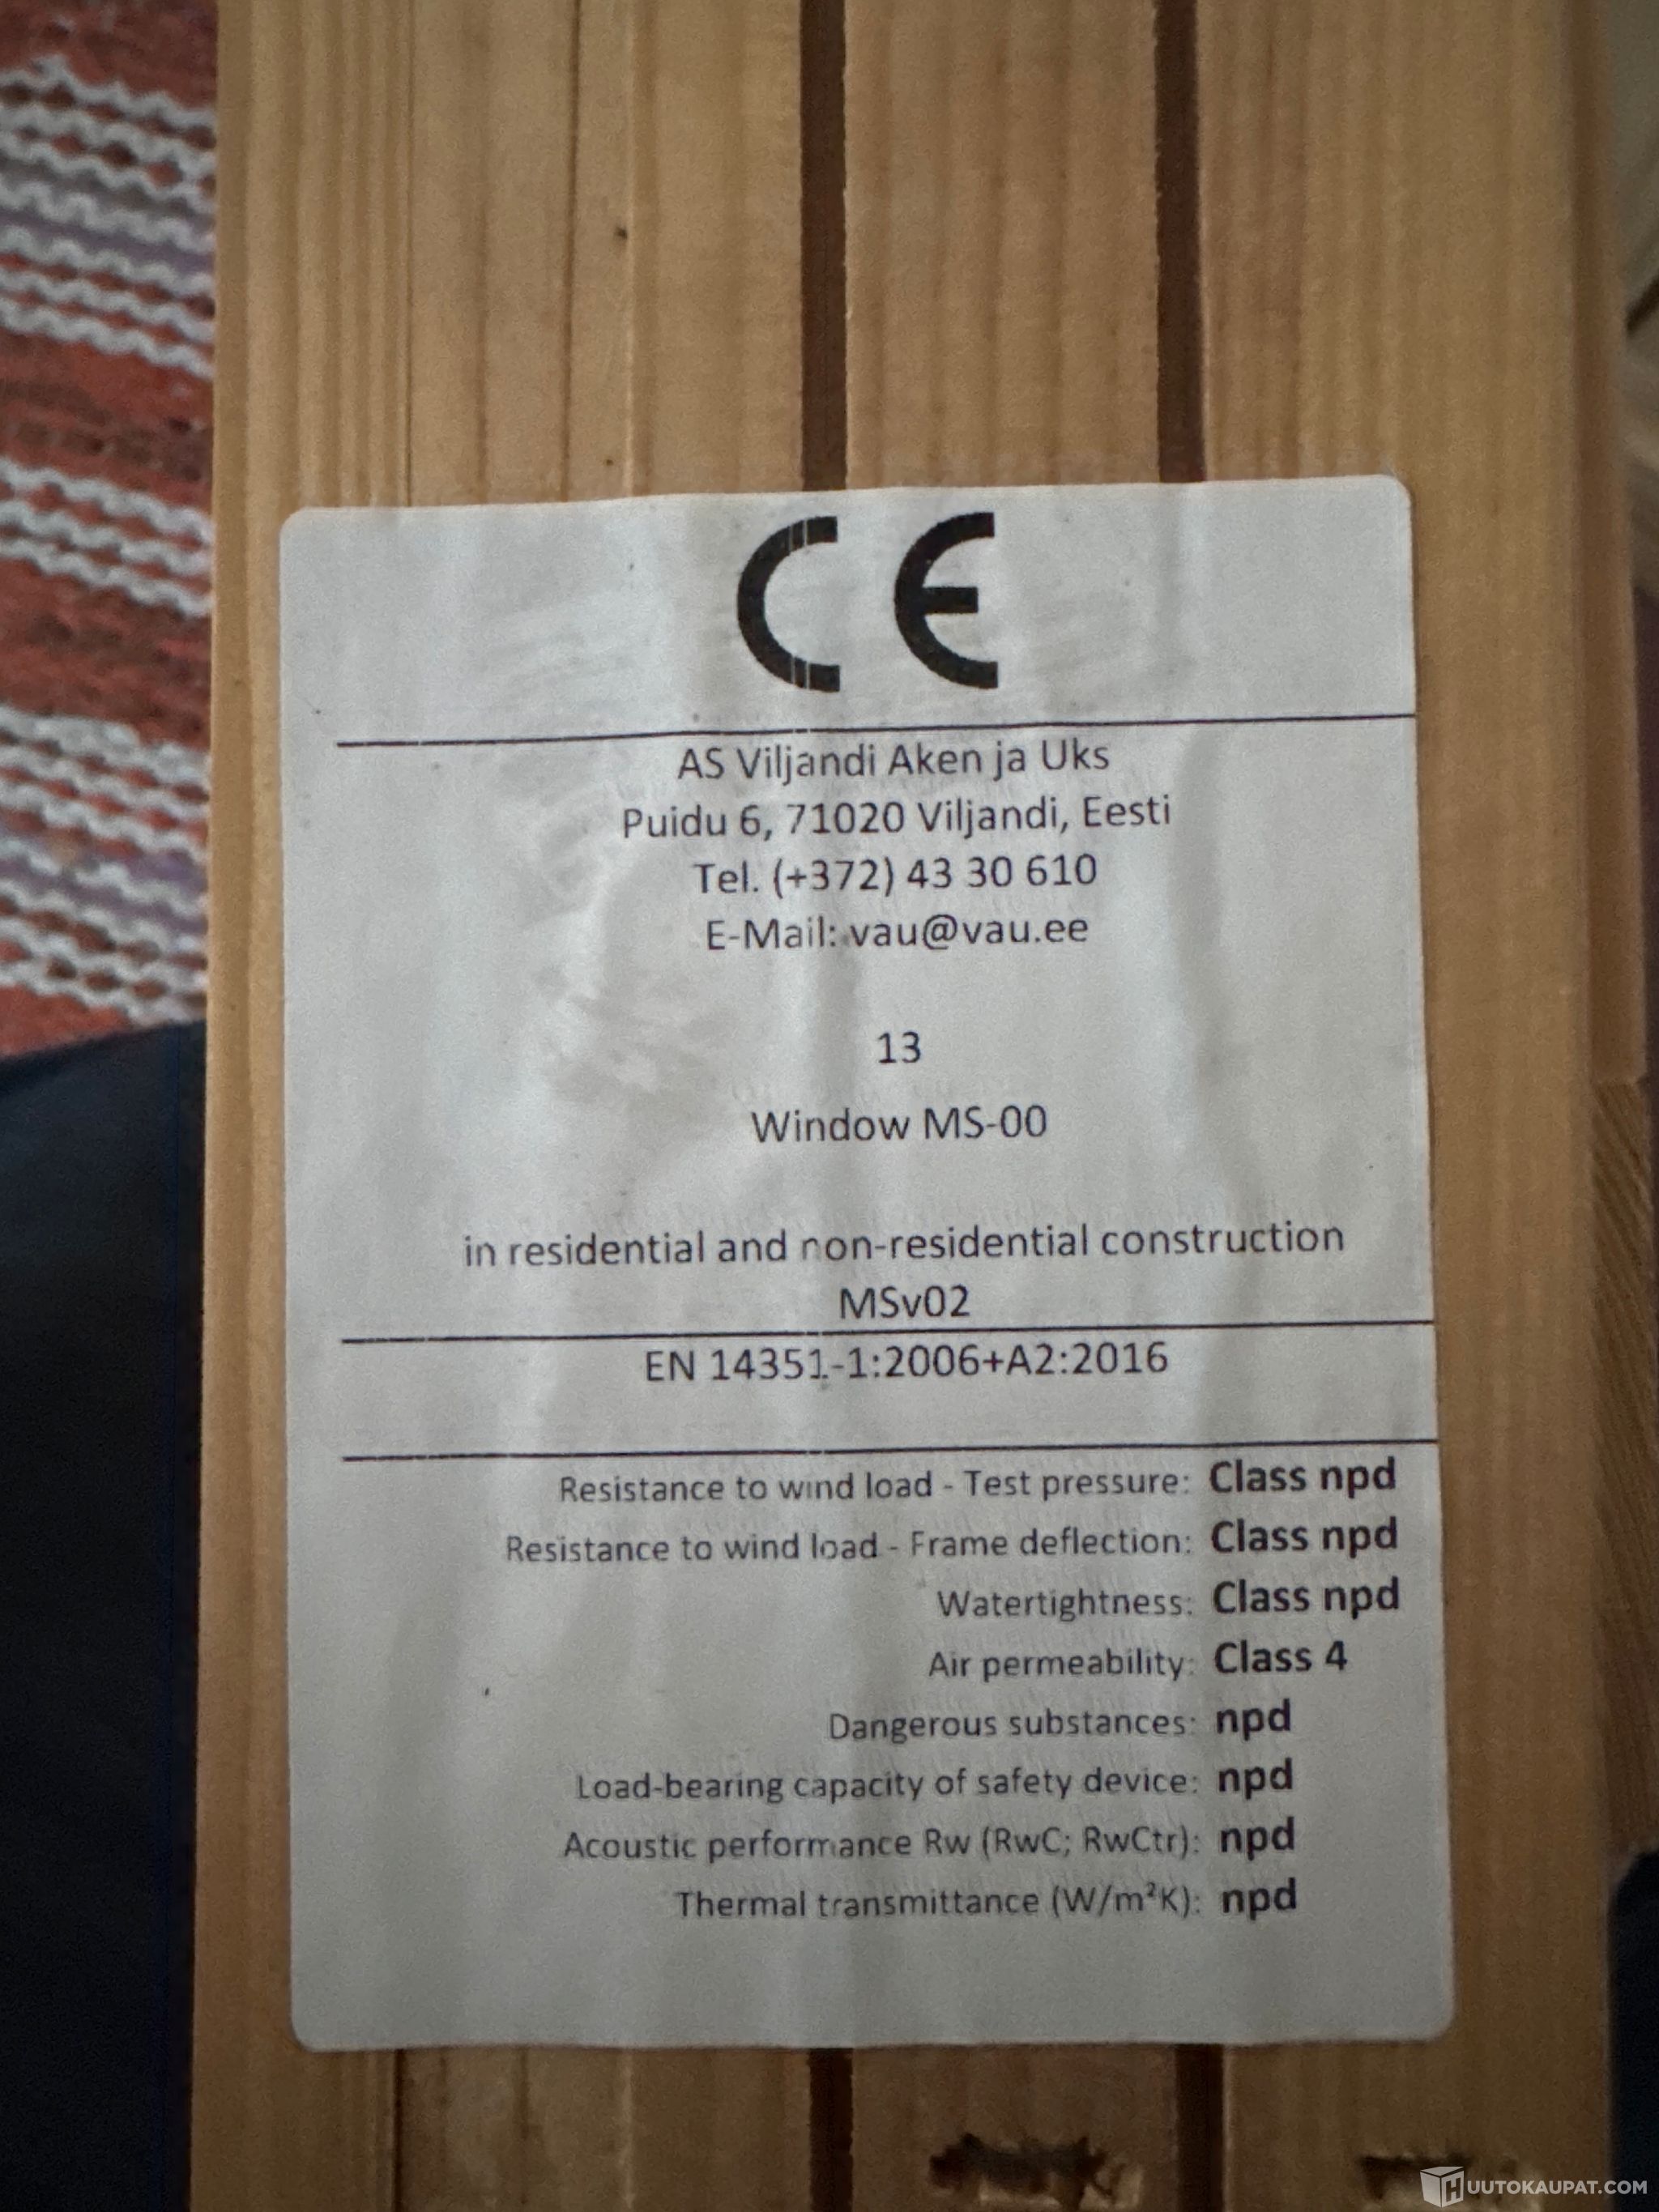 CE
AS Viljandi Aken ja Uks
Puidu 6, 71020 Viljandi, Eesti
Tel. (+372) 43 30 610
E-Mail: vau@vau.ee
13
Window MS-00
in residential and non-residential construction
MSv02
EN 14351-1:2006+A2:2016
Resistance to wind load - Test pressure: Class npd
Resistance to wind load - Frame deflection: Class npd
Watertightness: Class npd
Air permeability: Class 4
Dangerous substances: npd
Load-bearing capacity of safety device: npd
Acoustic performance Rw (RwC; RwCtr): npd
Thermal transmittance (W/m²K): npd
HUUTOKAUPAT.COM